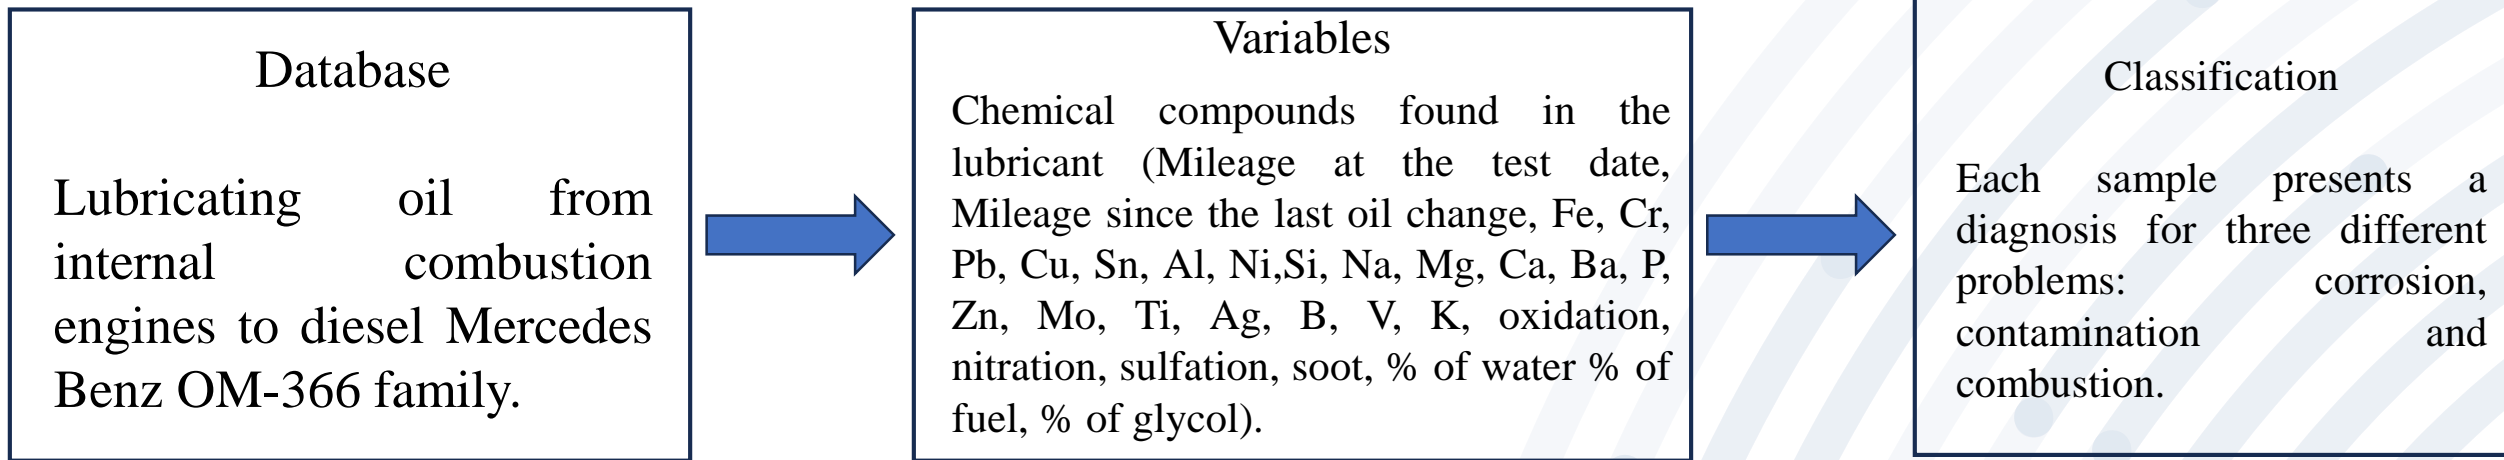 Database
Lubricating oil from
internal combustion
engines to diesel Mercedes
Benz OM-366 family.
Variables
Chemical compounds found in the
lubricant (Mileage at the test date,
Mileage since the last oil change, Fe, Cr,
Pb, Cu, Sn, Al, Ni,Si, Na, Mg, Ca, Ba, P,
Zn, Mo, Ti, Ag, B, V, K, oxidation,
nitration, sulfation, soot, % of water % of
fuel, % of glycol).
Classification
Each sample presents a
diagnosis for three different
problems: corrosion,
contamination and
combustion.